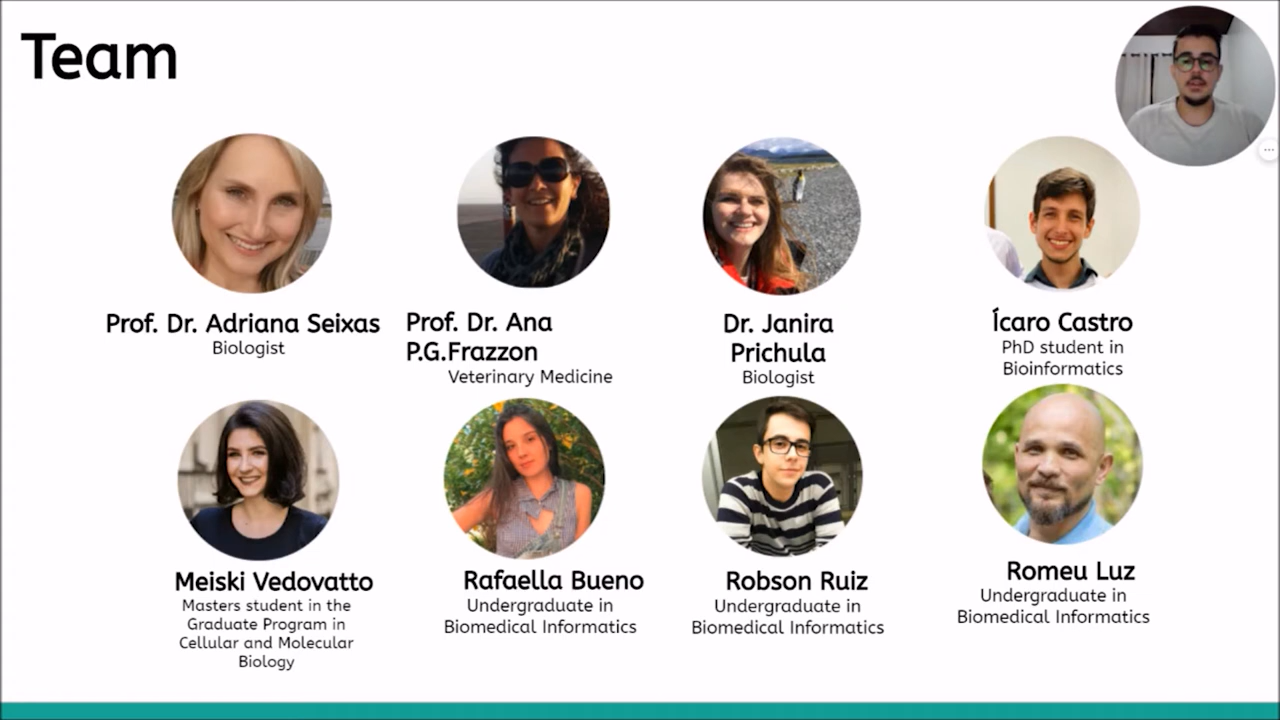 Team
Prof. Dr. Adriana Seixas
Biologist
Prof. Dr. Ana
P.G.Frazzon
Veterinary Medicine
Dr. Janira
Prichula
Biologist
Ícaro Castro
PhD student in
Bioinformatics
Meiski Vedovatto
Masters student in the
Graduate Program in
Cellular and Molecular
Biology
Rafaella Bueno
Undergraduate in
Biomedical Informatics
Robson Ruiz
Undergraduate in
Biomedical Informatics
Romeu Luz
Undergraduate in
Biomedical Informatics